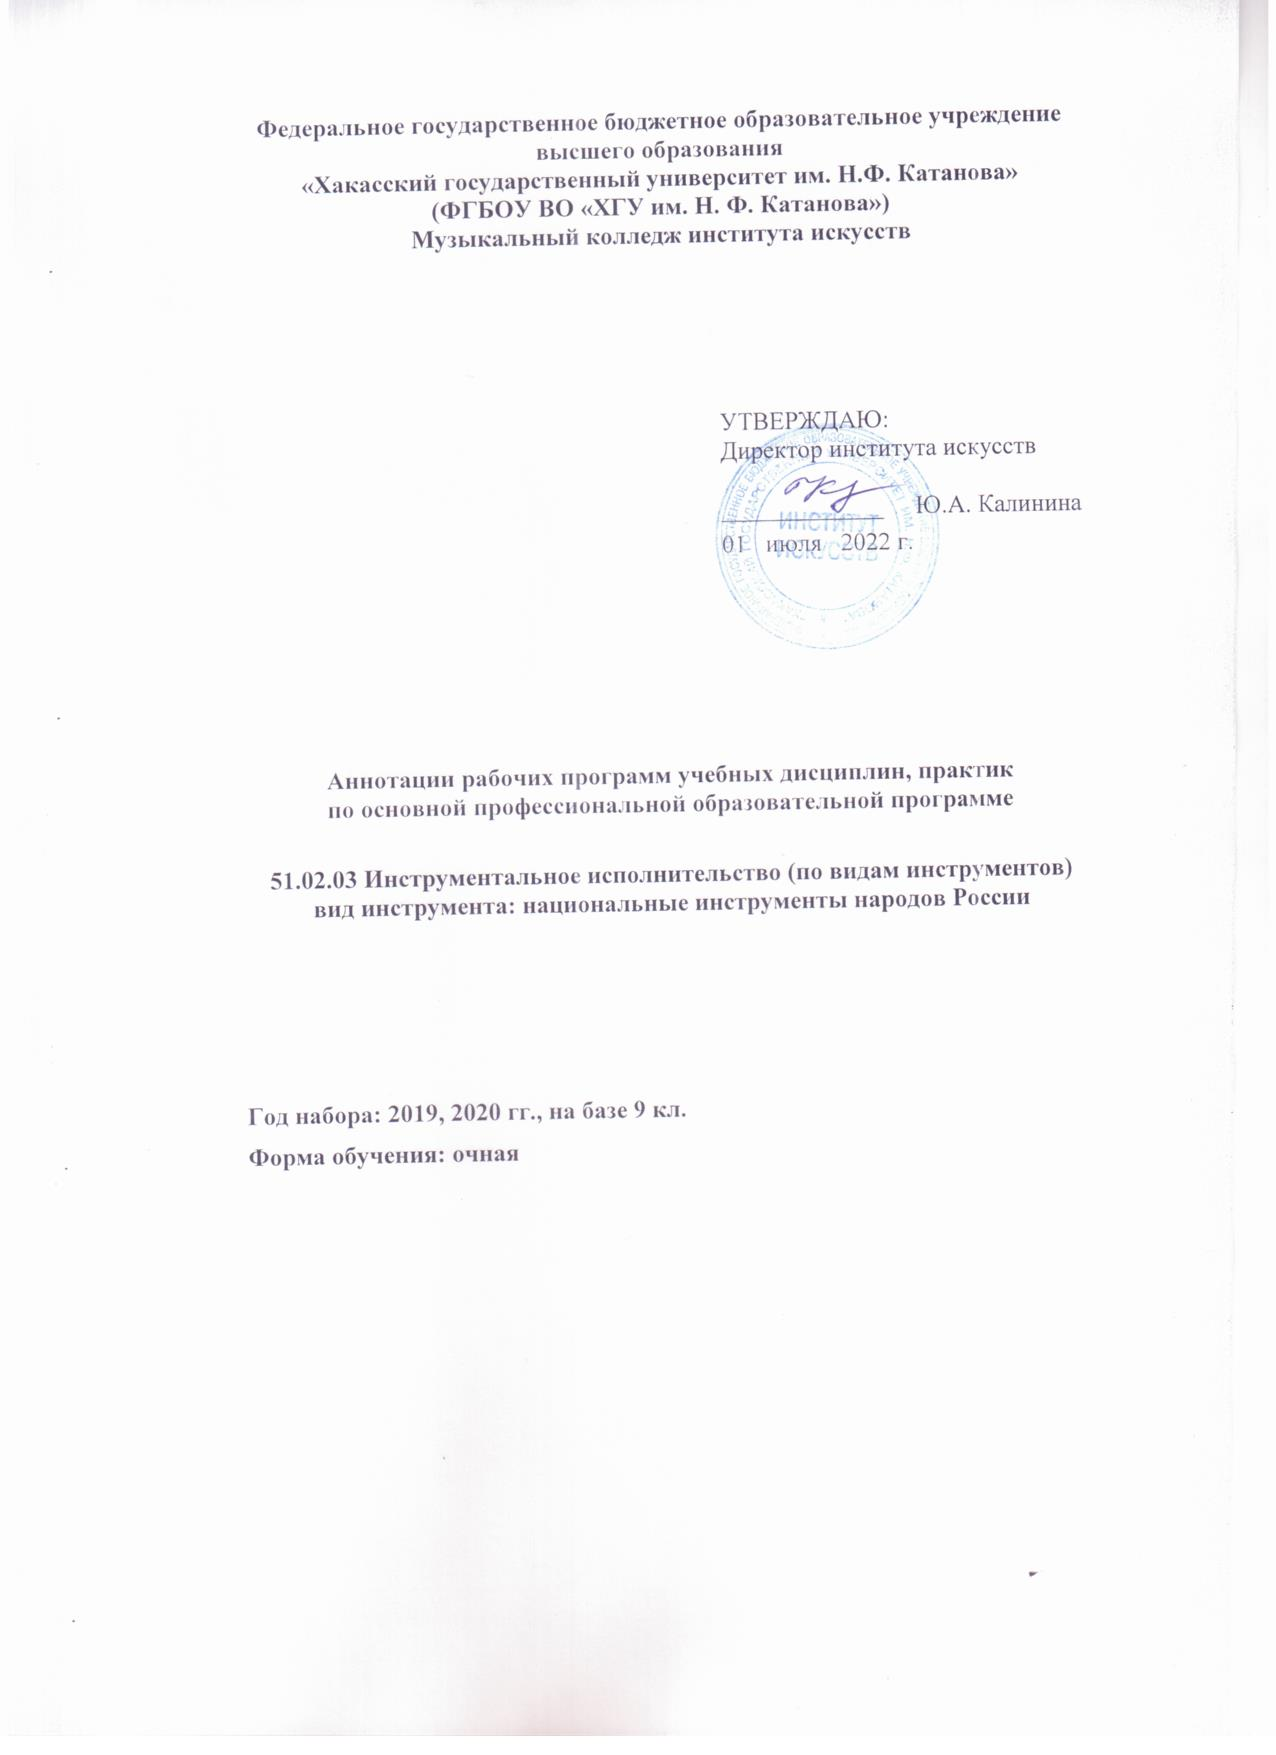 Федеральное государственное бюджетное образовательное учреждение
высшего образования
«Хакасский государственный университет им. Н.Ф. Катанова»
(ФГБОУ ВО «ХГУ им. Н. Ф. Катанова»)
Музыкальный колледж института искусств
УТВЕРЖДАЮ:
Директор института искусств
Ю.А. Калинина
01 июля 2022 г.
ИНСТИТУТ
ИСКУССТВ
Аннотации рабочих программ учебных дисциплин, практик
по основной профессиональной образовательной программе
51.02.03 Инструментальное исполнительство (по видам инструментов)
вид инструмента: национальные инструменты народов России
Год набора: 2019, 2020 гг., на базе 9 кл.
Форма обучения: очная